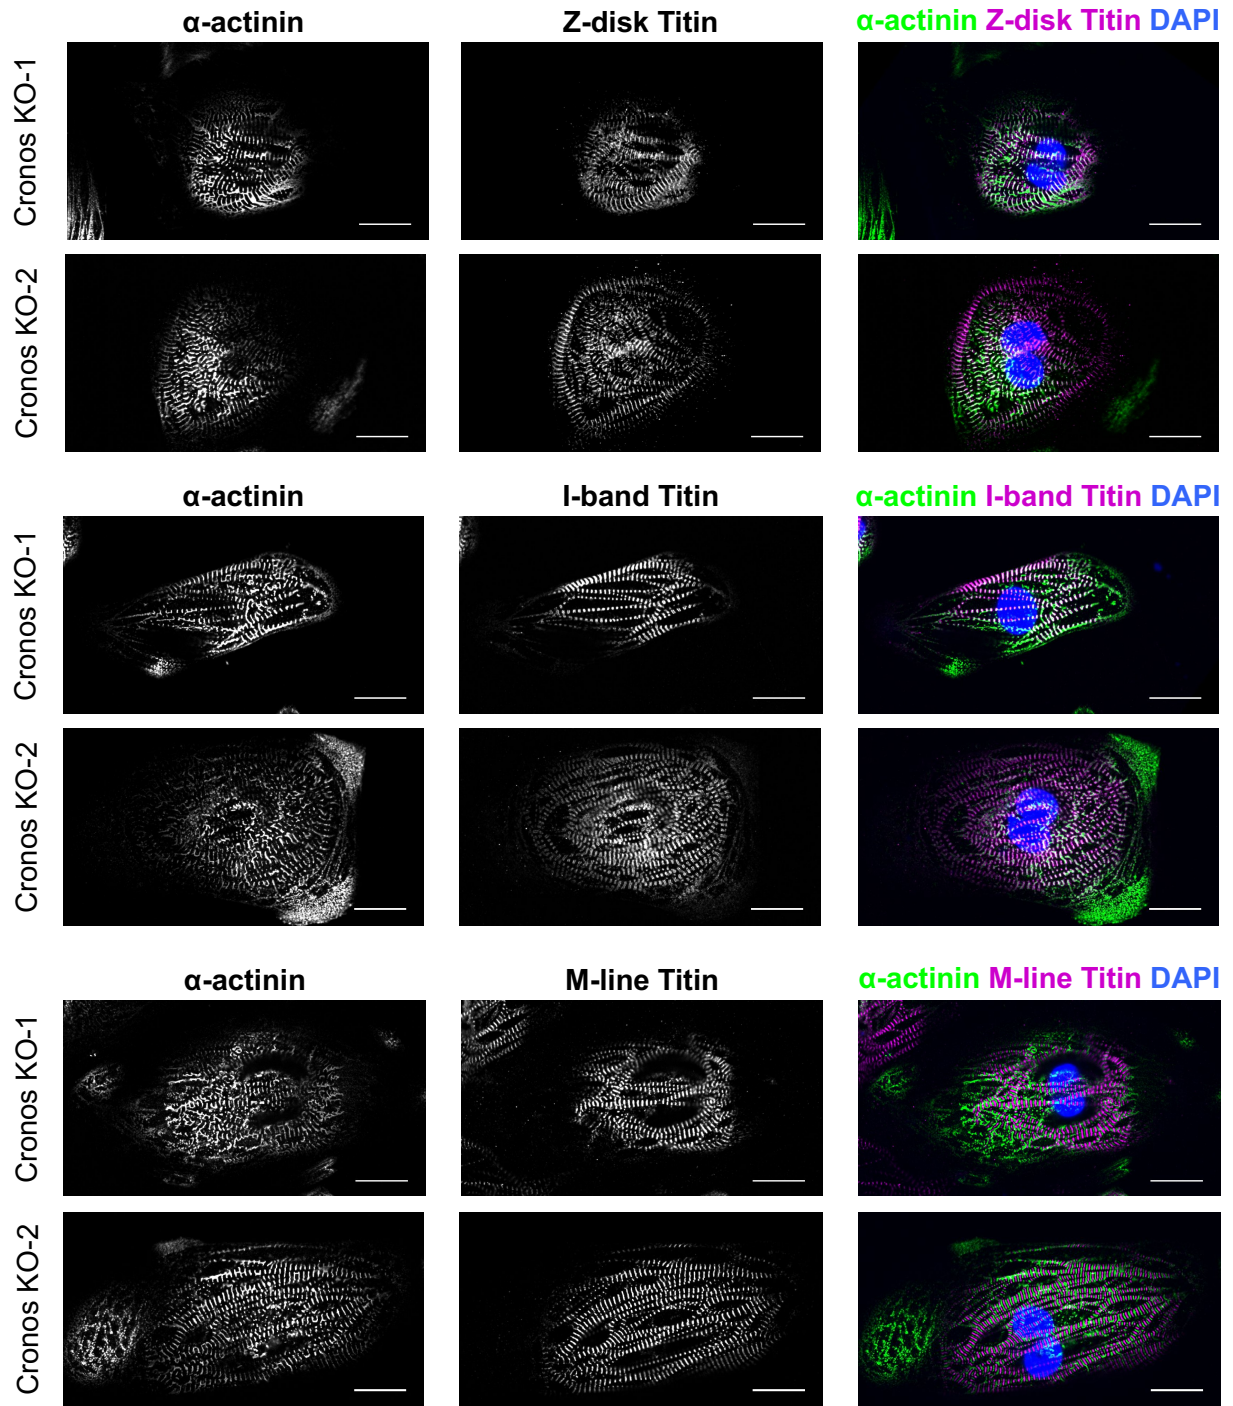 α-actinin Z-disk Titin α-actinin Z-disk Titin DAPI
Cronos KO-1
Cronos KO-2
α-actinin I-band Titin α-actinin I-band Titin DAPI
Cronos KO-1
Cronos KO-2
α-actinin M-line Titin α-actinin M-line Titin DAPI
Cronos KO-1
Cronos KO-2